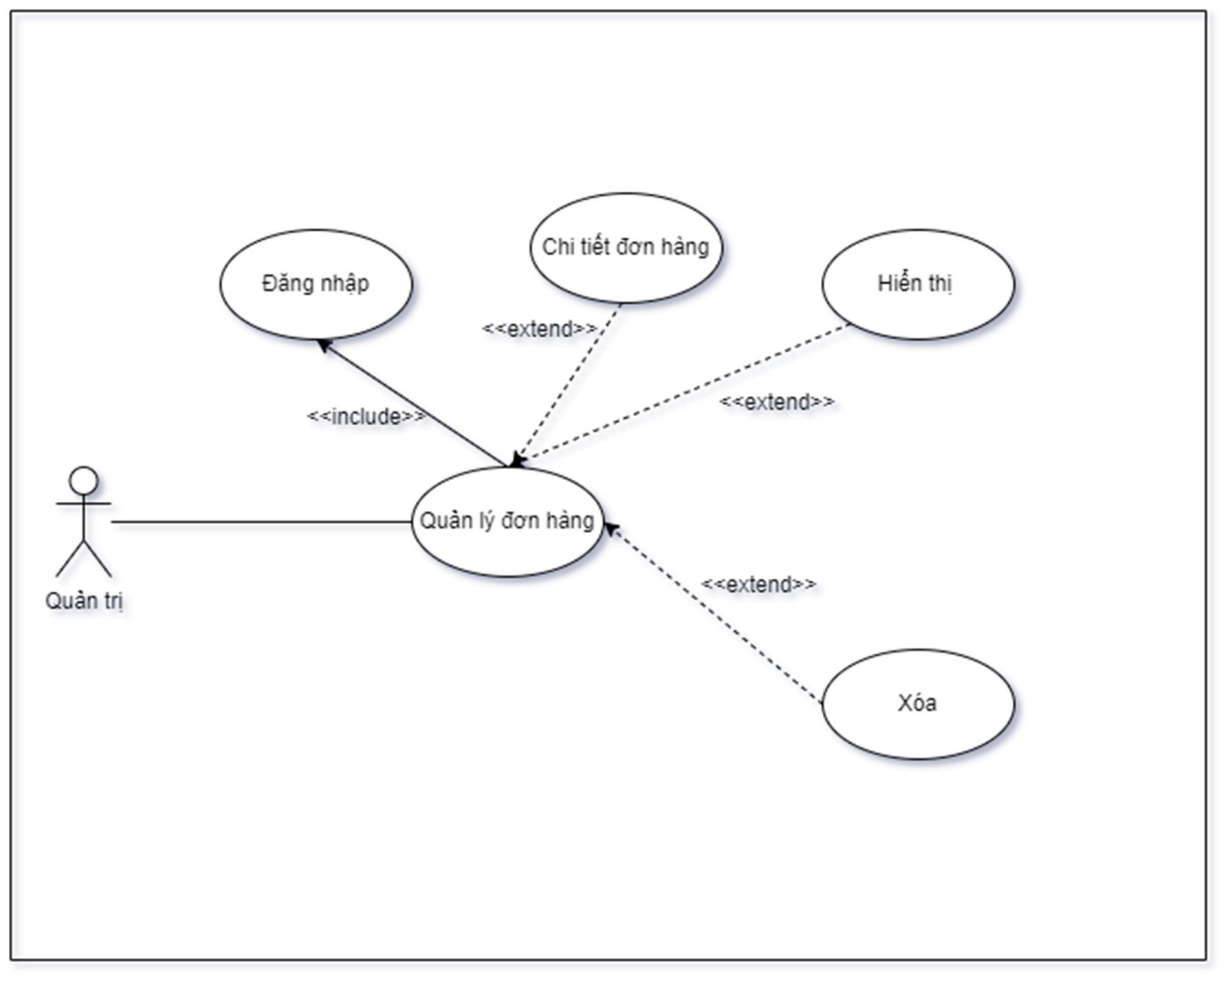 Chi tiết đơn hàng
Đăng nhập
Hiển thị
<<extend>>
<<extend>>
<<include>>
Quản lý đơn hàng
<<extend>>
Quản trị
Xóa